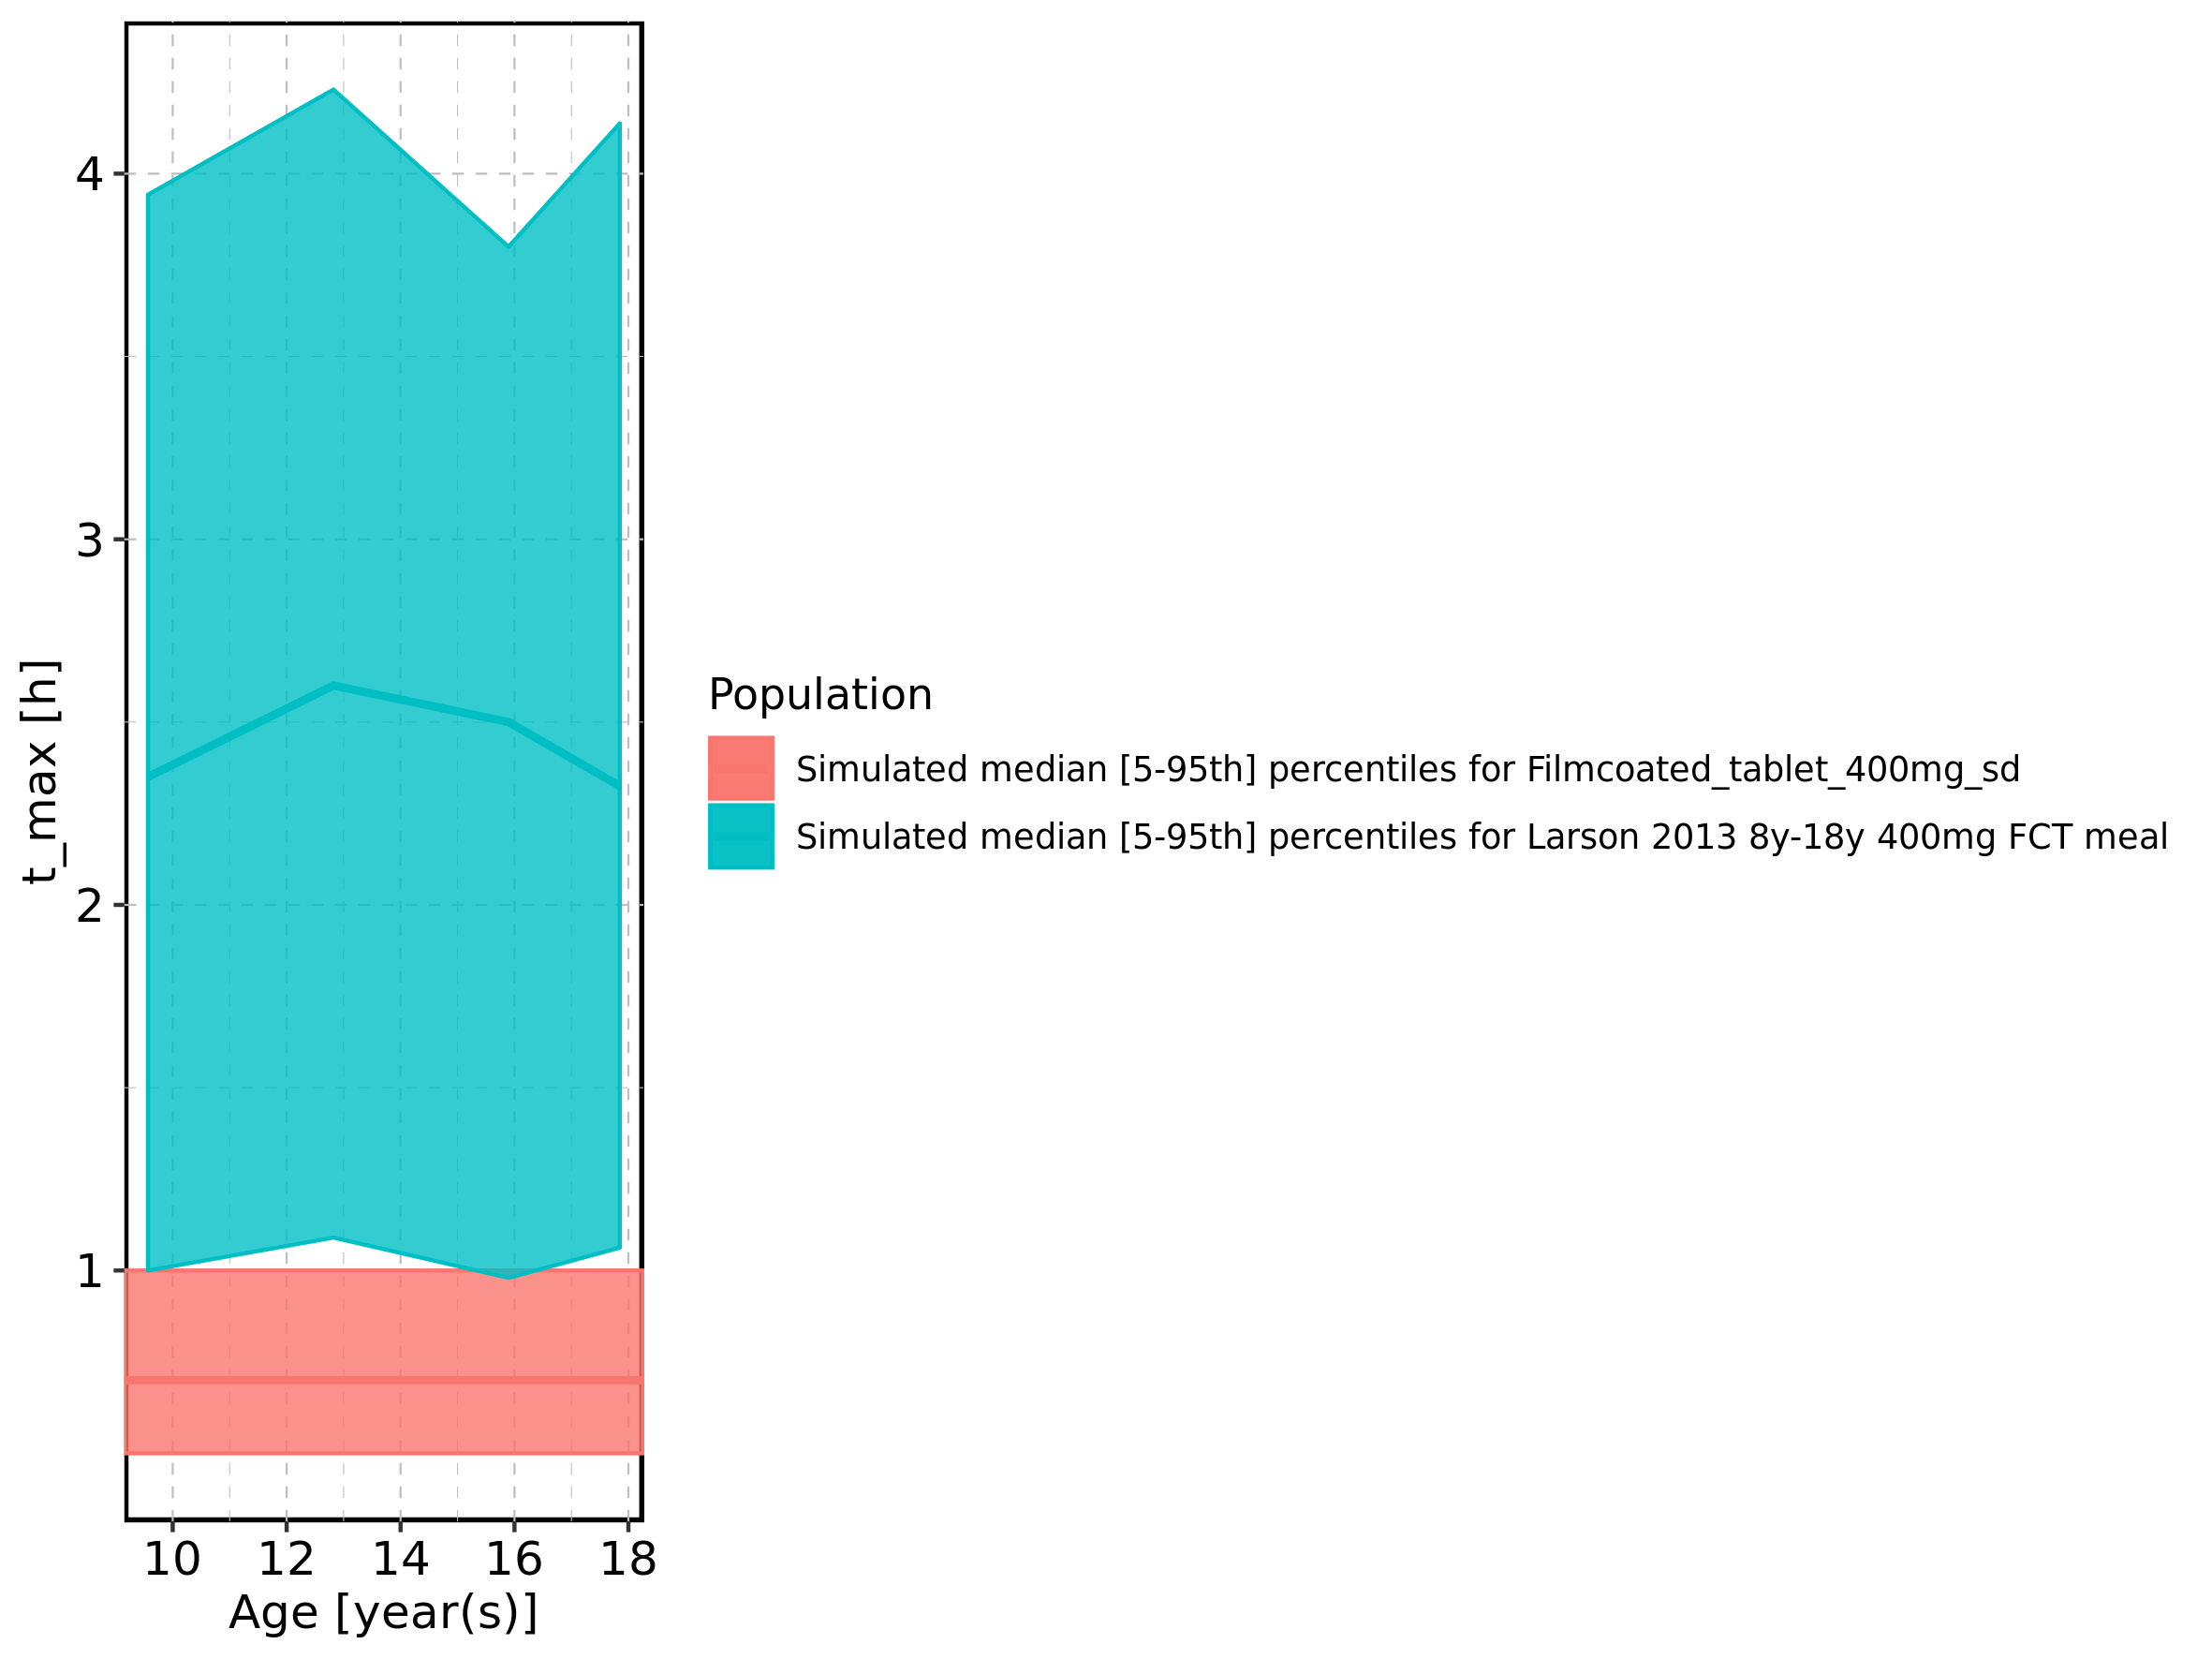 4
3
2
1
t_max [h]
10 12 14 16 18
Age [year(s)]
Population
Simulated median [5-95th] percentiles for Filmcoated_tablet_400mg_sd
Simulated median [5-95th] percentiles for Larson 2013 8y-18y 400mg FCT meal